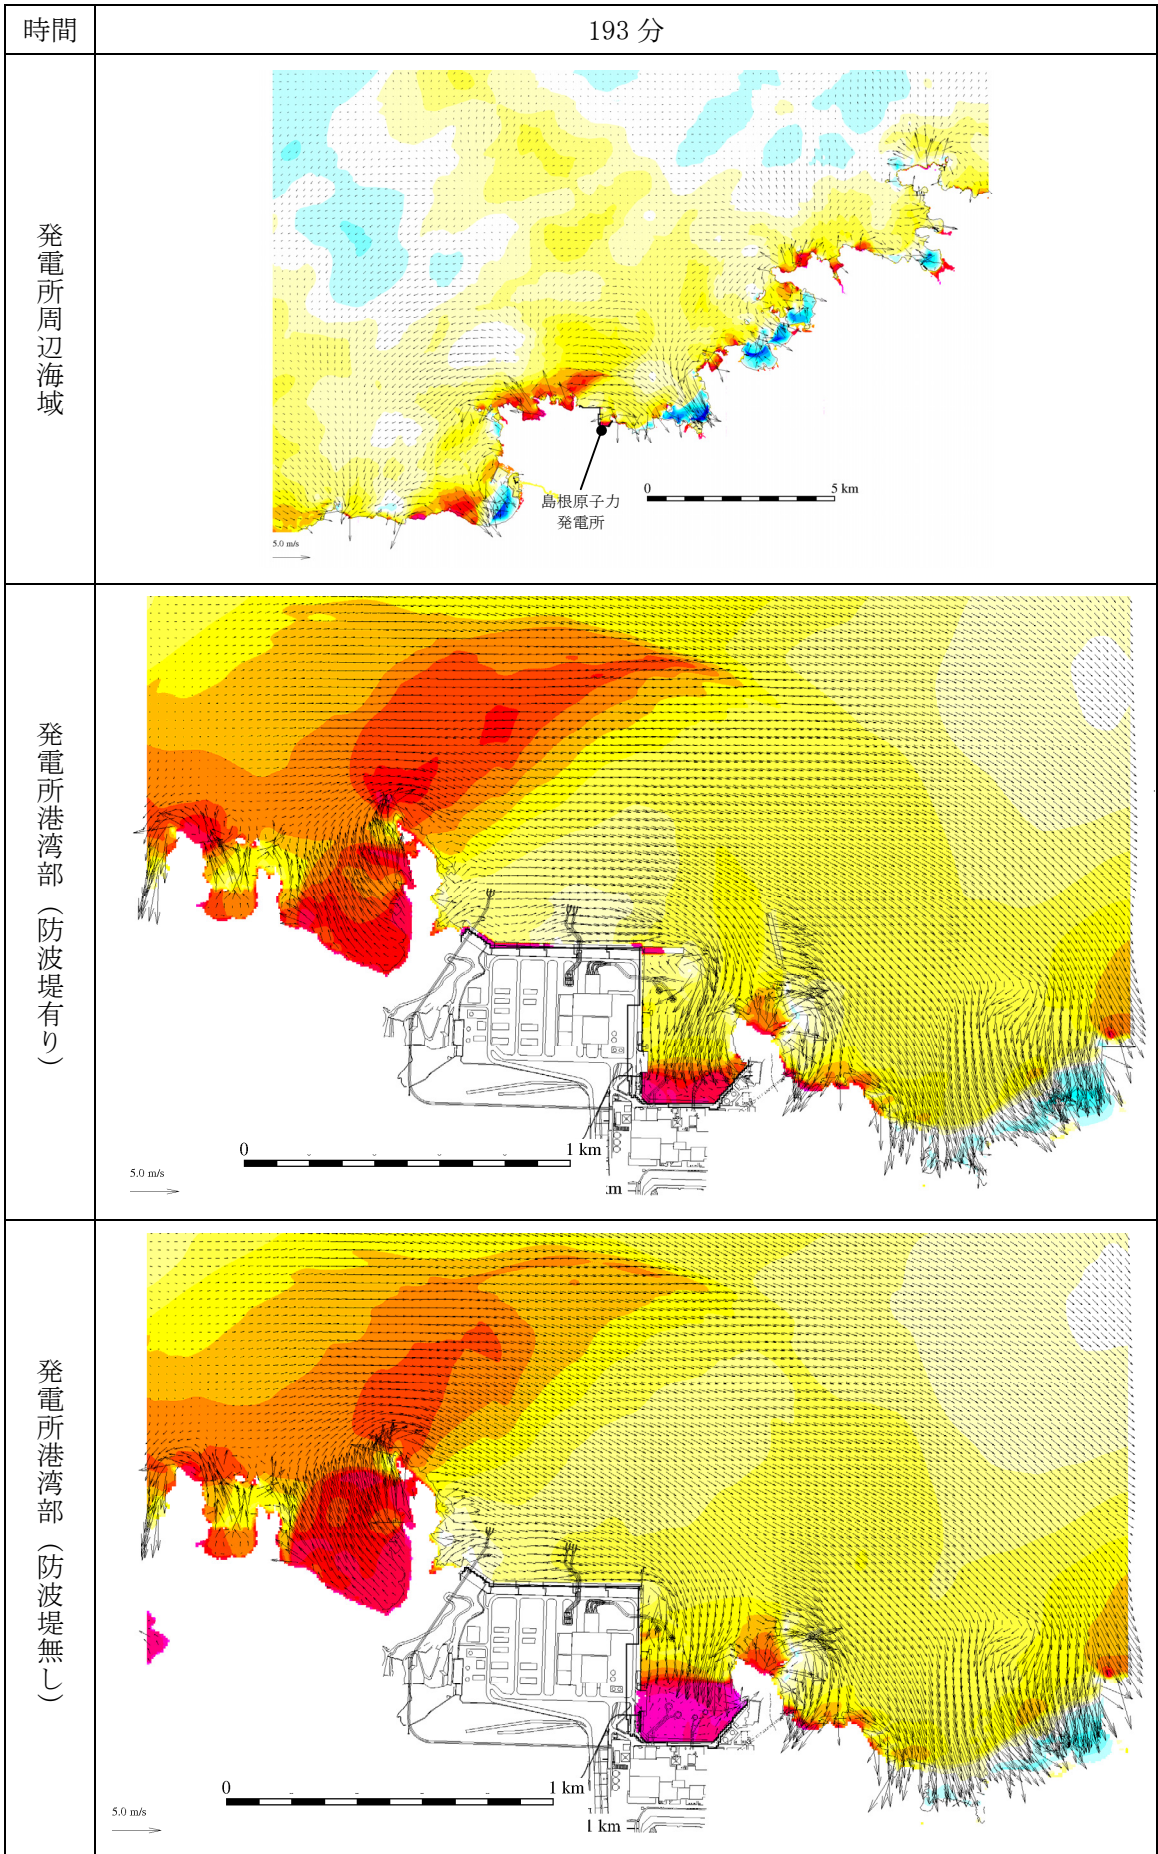 時間
193 分
発電所周辺海域
島根原子力
発電所
0
5 km
5.0 m/s
発電所港湾部（防波堤有り）
0
1 km
5.0 m/s
km
発電所港湾部（防波堤無し）
0
1 km
5.0 m/s
1 km